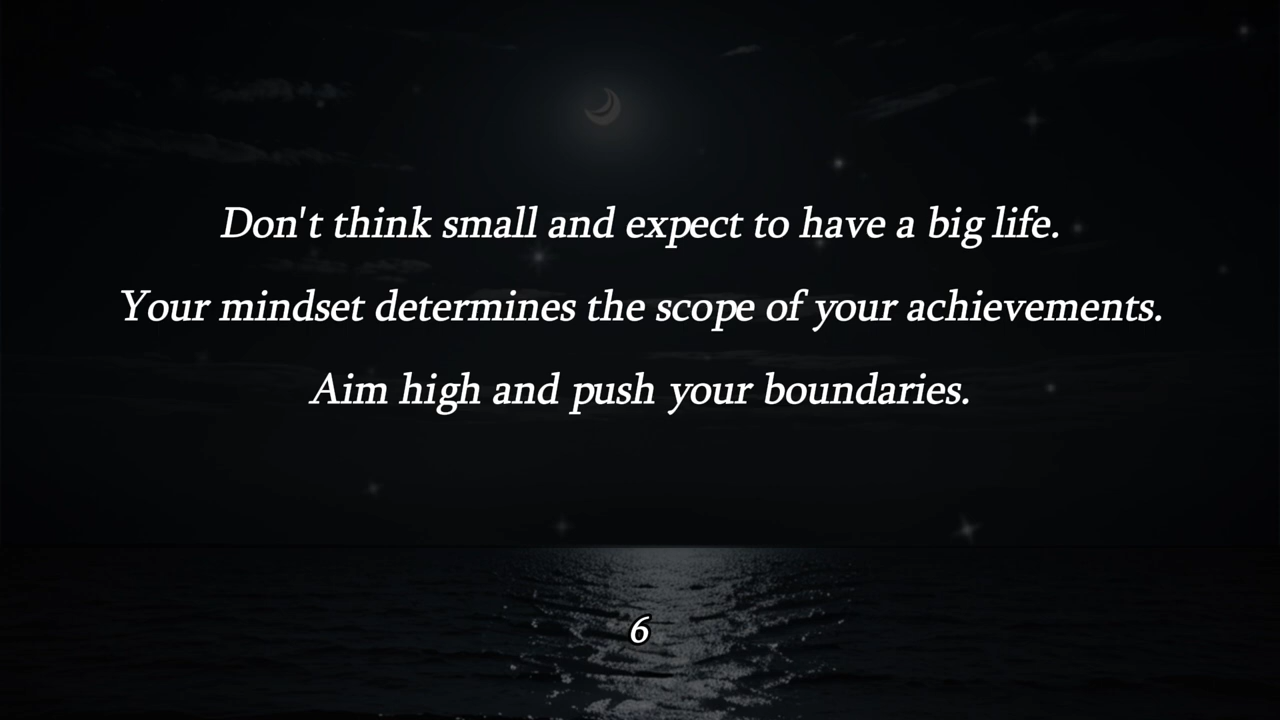 Don't think small and expect to have a big life.
Your mindset determines the scope of your achievements.
Aim high and push your boundaries.
6